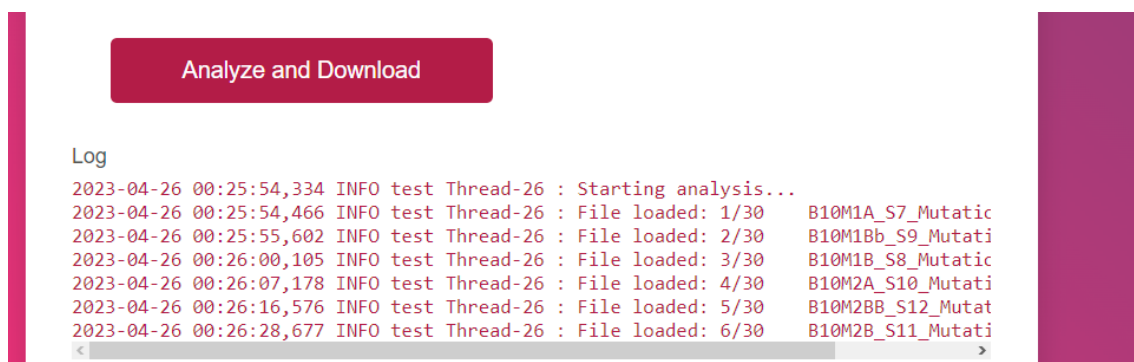 Analyze and Download
Log
2023-04-26 00:25:54,334 INFO test Thread-26 : Starting analysis...
2023-04-26 00:25:54,466 INFO test Thread-26 : File loaded: 1/30 B10M1A_S7_Mutatic
2023-04-26 00:25:55,602 INFO test Thread-26 : File loaded: 2/30 B10M1Bb_S9_Mutati
2023-04-26 00:26:00,105 INFO test Thread-26 : File loaded: 3/30 B10M1B_S8_Mutatic
2023-04-26 00:26:07,178 INFO test Thread-26 : File loaded: 4/30 B10M2A_S10_Mutati
2023-04-26 00:26:16,576 INFO test Thread-26 : File loaded: 5/30 B10M2BB_S12_Mutat
2023-04-26 00:26:28,677 INFO test Thread-26 : File loaded: 6/30 B10M2B_S11_Mutati